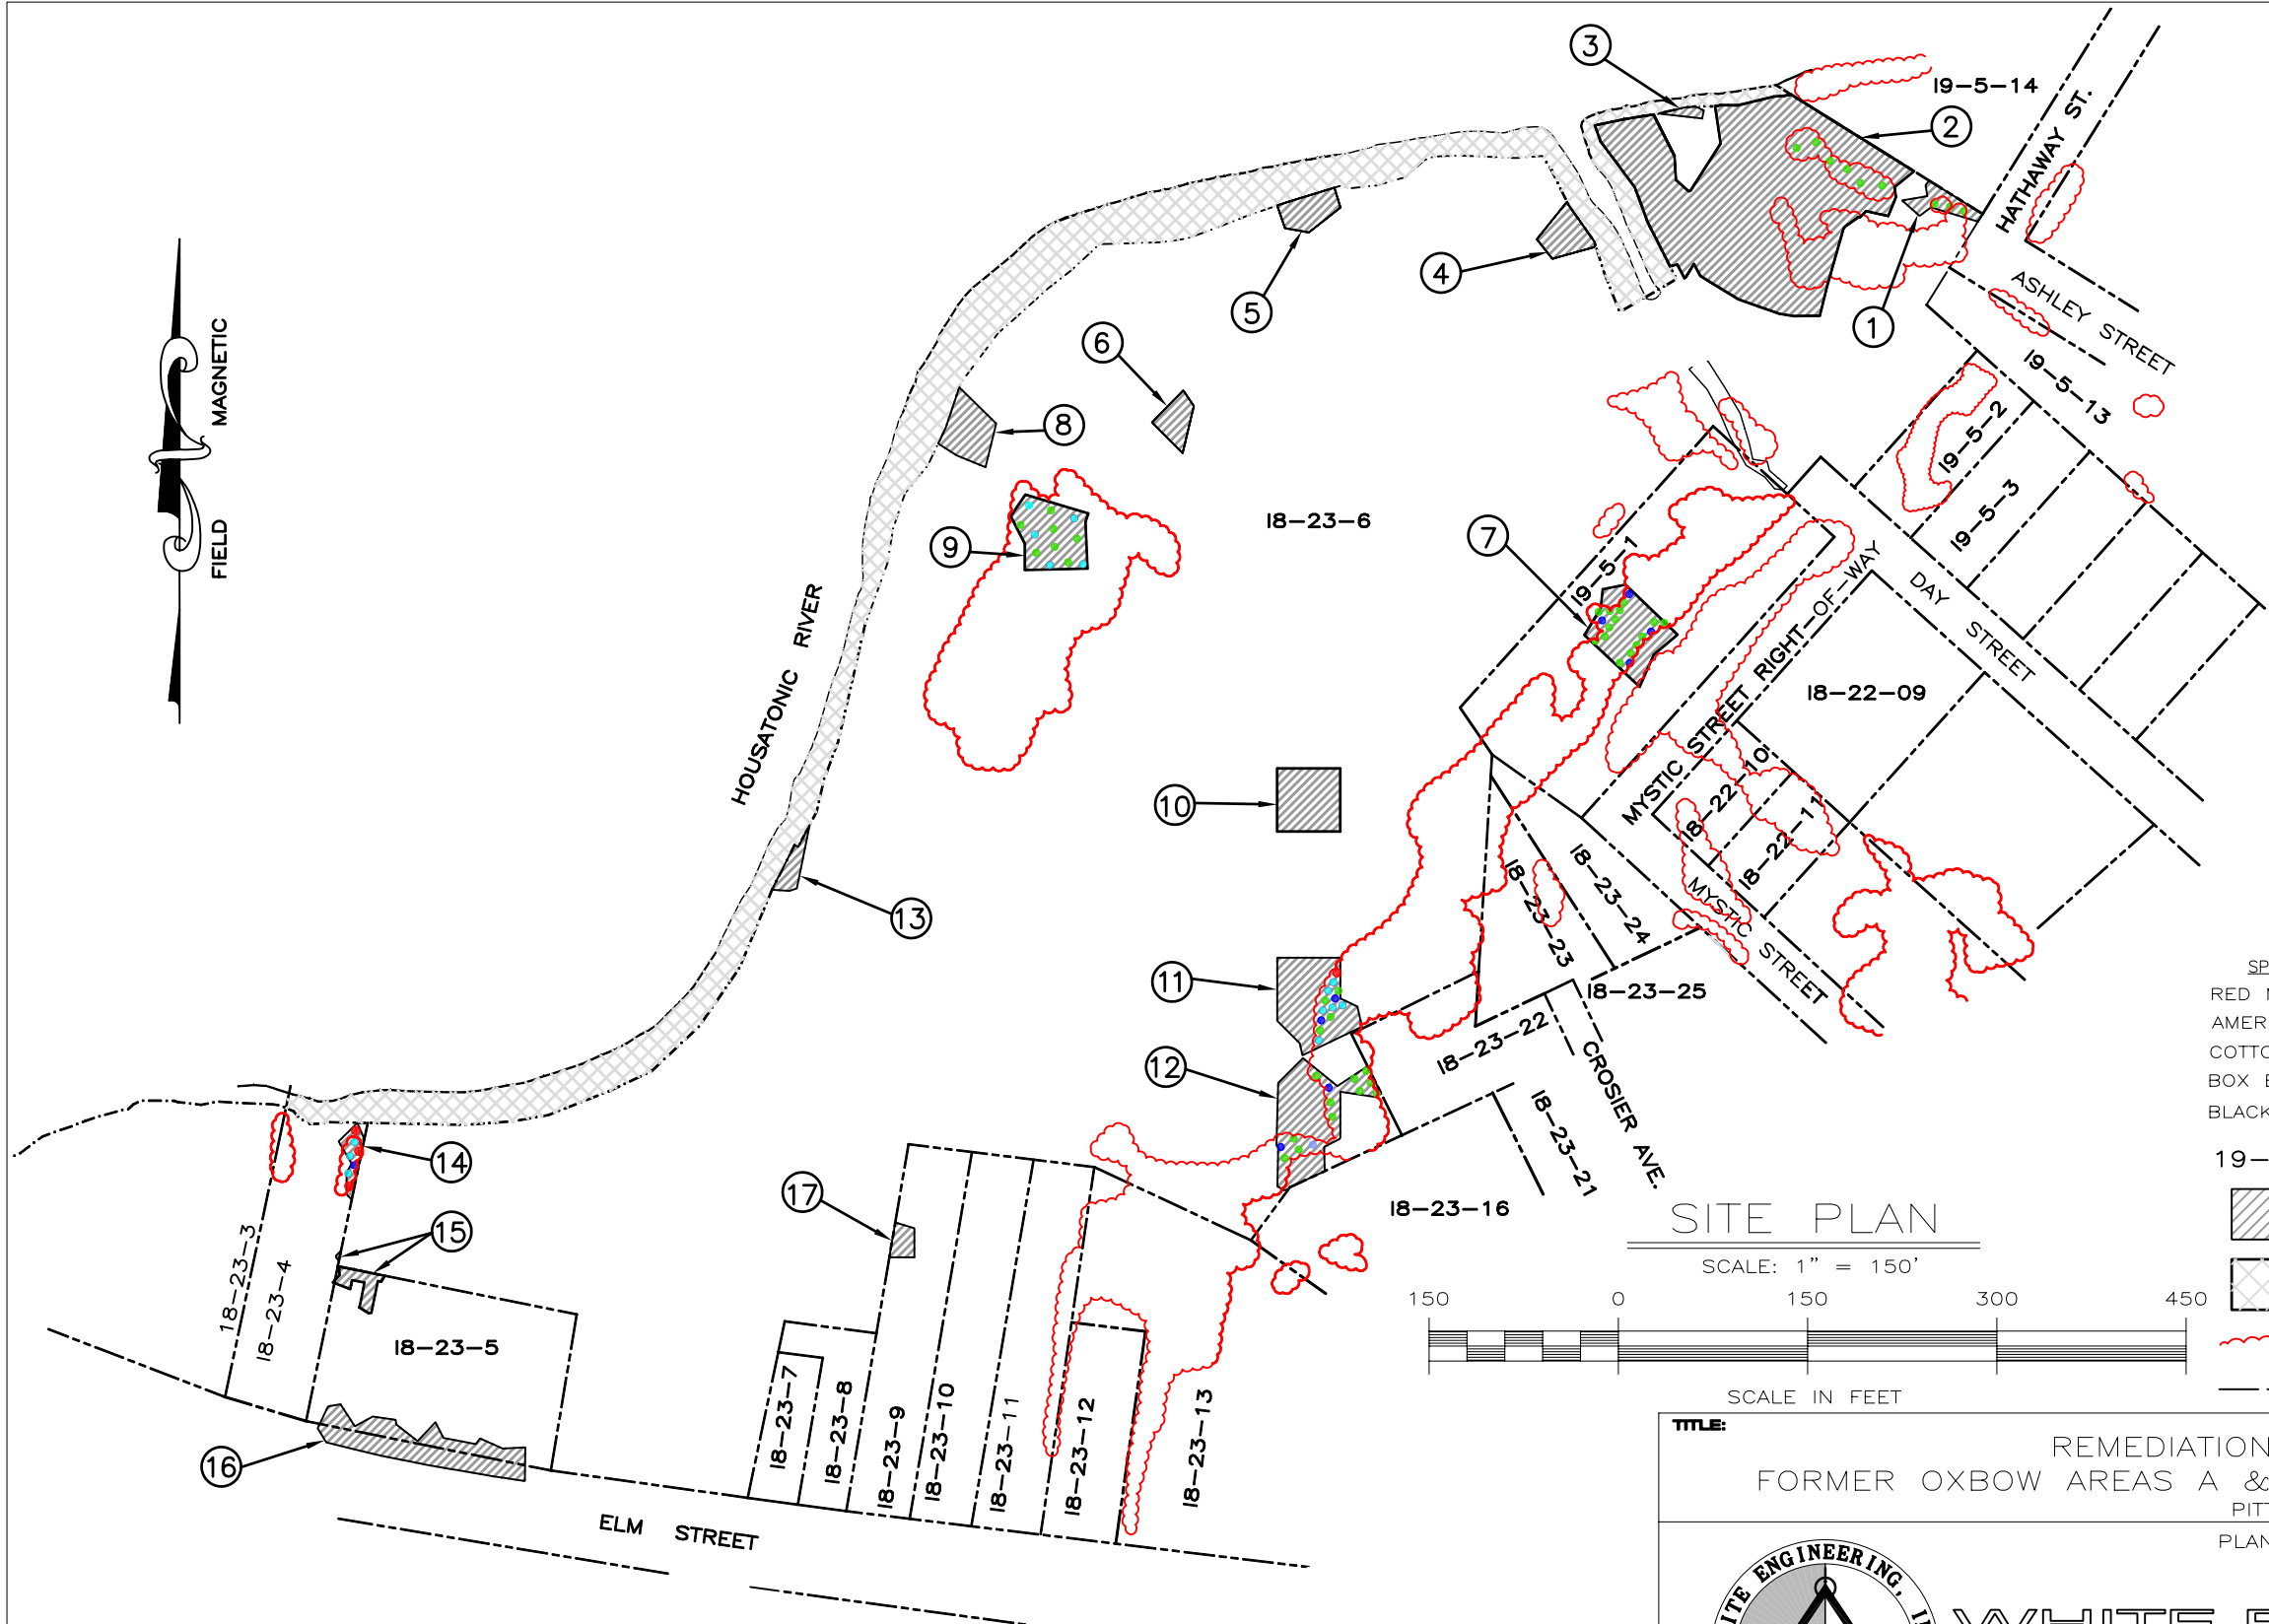 3
19-5-14
2
HATHAWAY ST.
4
5
1
ASHLEY STREET
19-5-13
MAGNETIC
FIELD
6
8
19-5-2
19-5-3
9
18-23-6
7
19-5-1
DAY STREET
18-22-09
MYSTIC STREET RIGHT-OF-WAY
HOUSATONIC RIVER
10
18-22-10
18-22-11
13
18-23-23
18-23-24
MYSTIC STREET
11
18-23-25
18-23-22
12
CROSIER AVE.
18-23-21
18-23-16
14
15
17
18-23-3
18-23-4
18-23-5
16
18-23-7
18-23-8
18-23-9
18-23-10
18-23-11
18-23-12
18-23-13
ELM STREET
SP
RED
AMER
COTTO
BOX
BLACK
19-
SITE PLAN
SCALE: 1" = 150'
150 0 150 300 450
SCALE IN FEET
TITLE:
REMEDIATION
FORMER OXBOW AREAS A &
PIT
PLAN
ITE ENGINEERING, I
WHITE